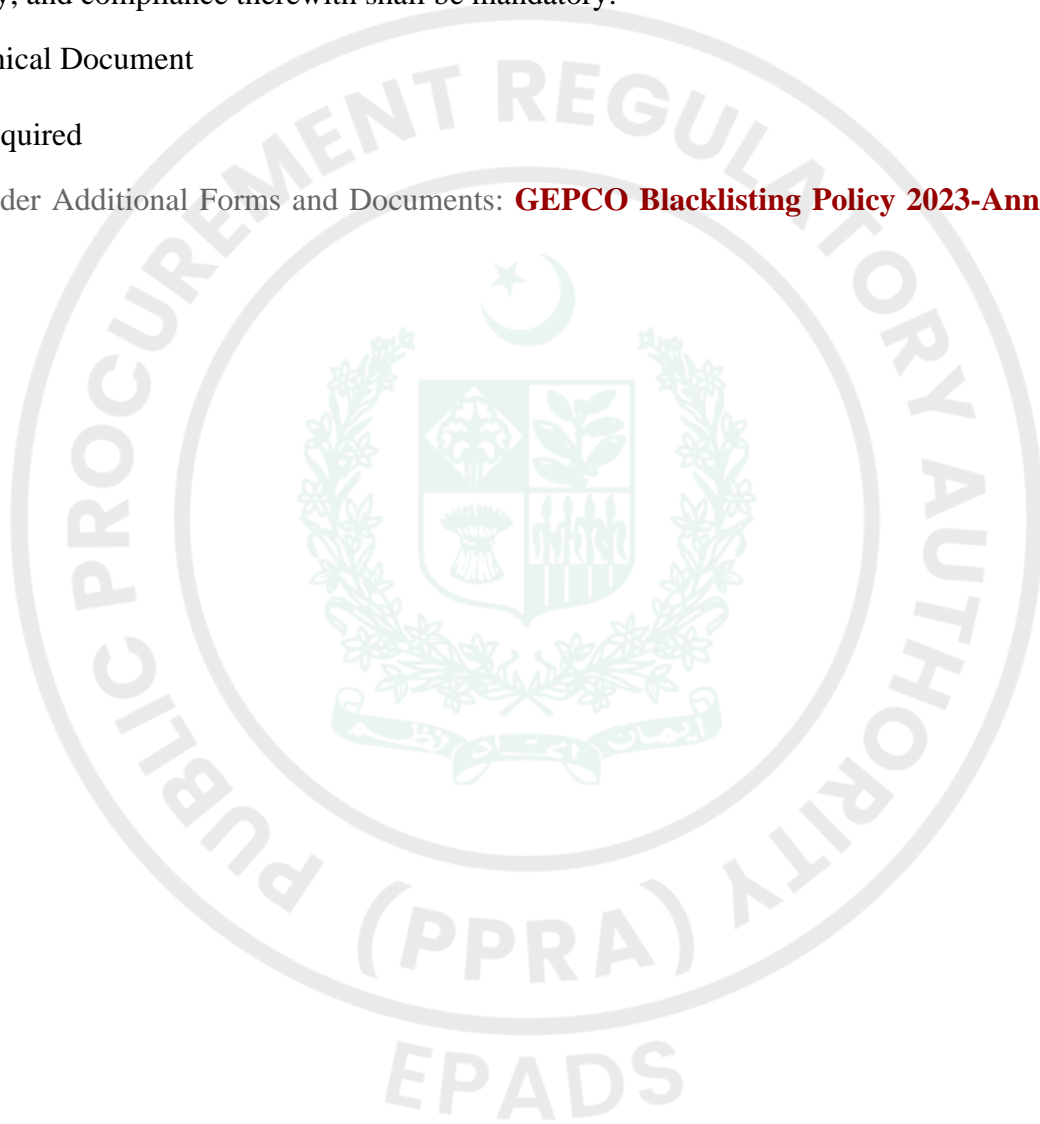 y, and compliance therewith shall be mandatory.
nical Document
quired
der Additional Forms and Documents: GEPCO Blacklisting Policy 2023-Ann
PUBLIC PROCUREMENT REGULATORY AUTHORITY
(PPRA)
EPADS